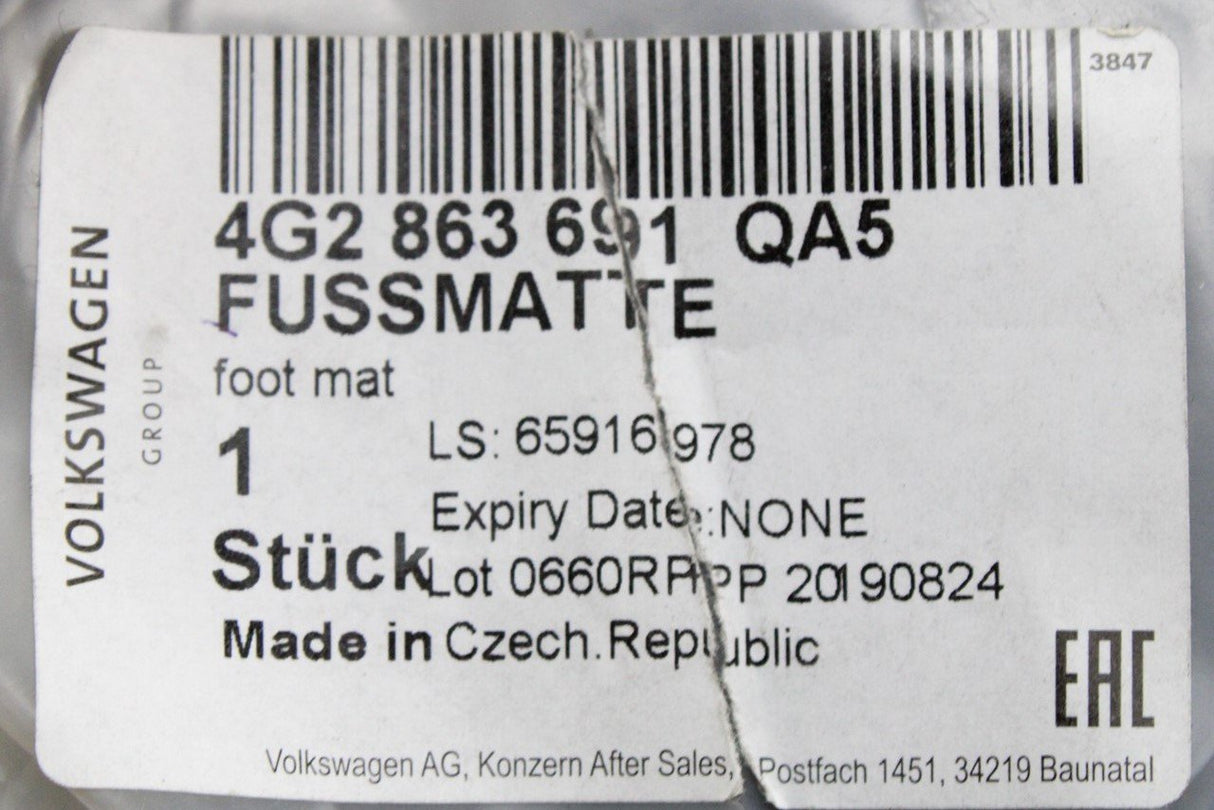 3847
4G2 863 691 QA5
FUSSMATTE
foot mat
1
LS: 65916978
Expiry Date:NONE
Stück
Lot 20190824
Made in Czech.Republic
EAC
Volkswagen AG, Konzern After Sales, Postfach 1451, 34219 Baunatal
VOLKSWAGEN
GROUP